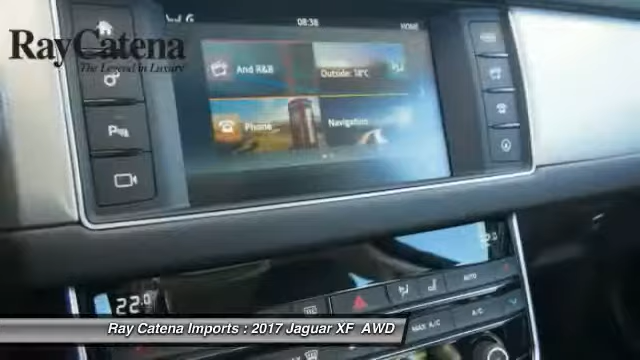 08:38
HOME
RayCatena
The Legend in Luxury
And R&B
Outside: 18°C
Phone
Navigation
22.0
AUTO
MAX A/C
A/C
Ray Catena Imports : 2017 Jaguar XF AWD